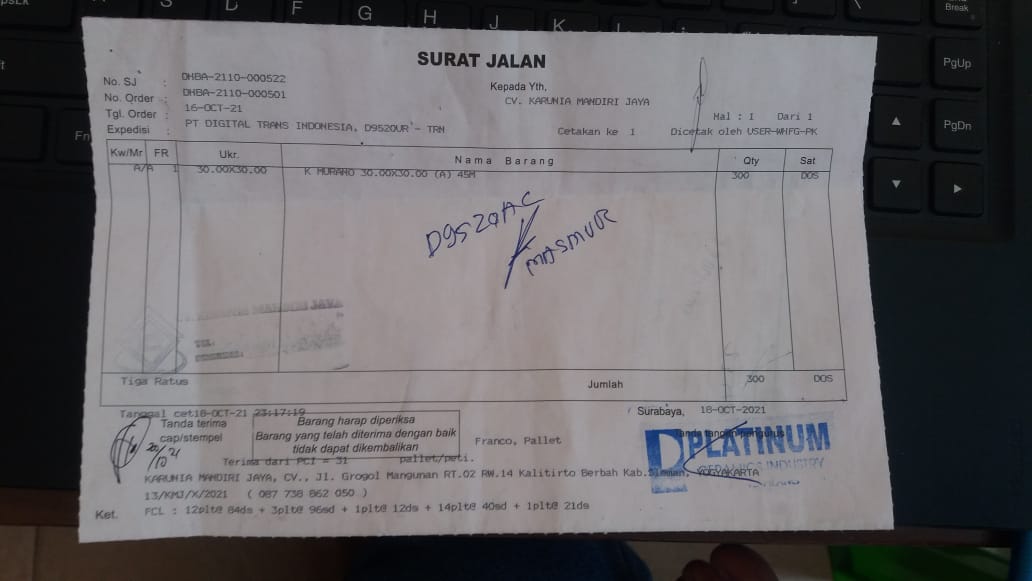 SURAT JALAN
No. SJ : DHBA-2110-000522
No. Order : DHBA-2110-000501
Tgl. Order : 16-OCT-21
Expedisi : PT DIGITAL TRANS INDONESIA, D9520UR - TRN
Kepada Yth,
CV. KARUNIA MANDIRI JAYA
Hal : 1 Dari 1
Cetakan ke 1 Dicetak oleh USER-WHFG-PK
Kw/Mr FR Ukr. Nama Barang Qty Sat
A/A 1 30.00X30.00 K MURANO 30.00X30.00 (A) 45M 300 DOS
D9520AC
MASMUR
TEL:
Tiga Ratus Jumlah 300 DOS
Tanggal cet18-OCT-21 23:17:19
Surabaya, 18-OCT-2021
Tanda terima
cap/stempel
Barang harap diperiksa
Barang yang telah diterima dengan baik
tidak dapat dikembalikan
Franco, Pallet
Tanda tangan pengurus
PLATINUM
CERAMICS INDUSTRY
Terima dari PCI = 31 pallet/peti.
KARUNIA MANDIRI JAYA, CV., Jl. Grogol Mangunan RT.02 RW.14 Kalitirto Berbah Kab.Sleman, YOGYAKARTA
13/KMJ/X/2021 ( 087 738 862 050 )
Ket. FCL : 12plt@ 84ds + 3plt@ 96sd + 1plt@ 12ds + 14plt@ 40sd + 1plt@ 21ds
F
G
H
J
K
Break
PgUp
PgDn
Fn